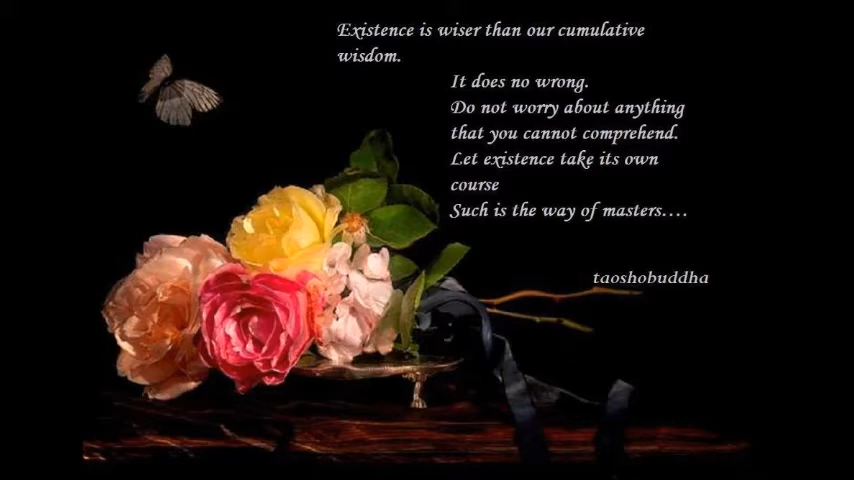 Existence is wiser than our cumulative
wisdom.
It does no wrong.
Do not worry about anything
that you cannot comprehend.
Let existence take its own
course
Such is the way of masters....
taoshobuddha